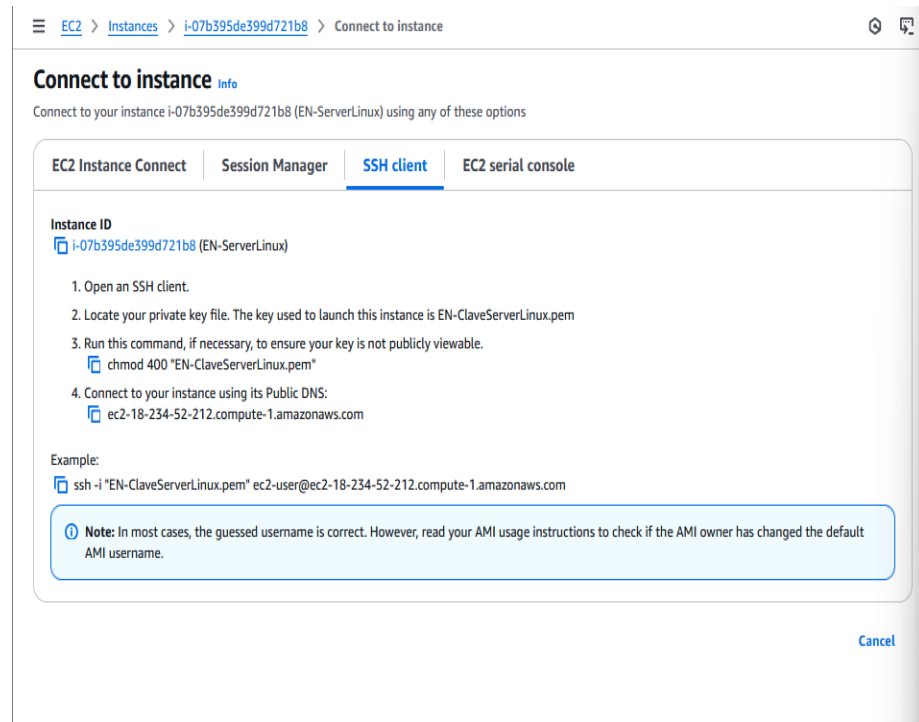 EC2 > Instances > i-07b395de399d721b8 > Connect to instance
Connect to instance Info
Connect to your instance i-07b395de399d721b8 (EN-ServerLinux) using any of these options
EC2 Instance Connect Session Manager SSH client EC2 serial console
Instance ID
i-07b395de399d721b8 (EN-ServerLinux)
1. Open an SSH client.
2. Locate your private key file. The key used to launch this instance is EN-ClaveServerLinux.pem
3. Run this command, if necessary, to ensure your key is not publicly viewable.
chmod 400 "EN-ClaveServerLinux.pem"
4. Connect to your instance using its Public DNS:
ec2-18-234-52-212.compute-1.amazonaws.com
Example:
ssh -i "EN-ClaveServerLinux.pem" ec2-user@ec2-18-234-52-212.compute-1.amazonaws.com
Note: In most cases, the guessed username is correct. However, read your AMI usage instructions to check if the AMI owner has changed the default
AMI username.
Cancel